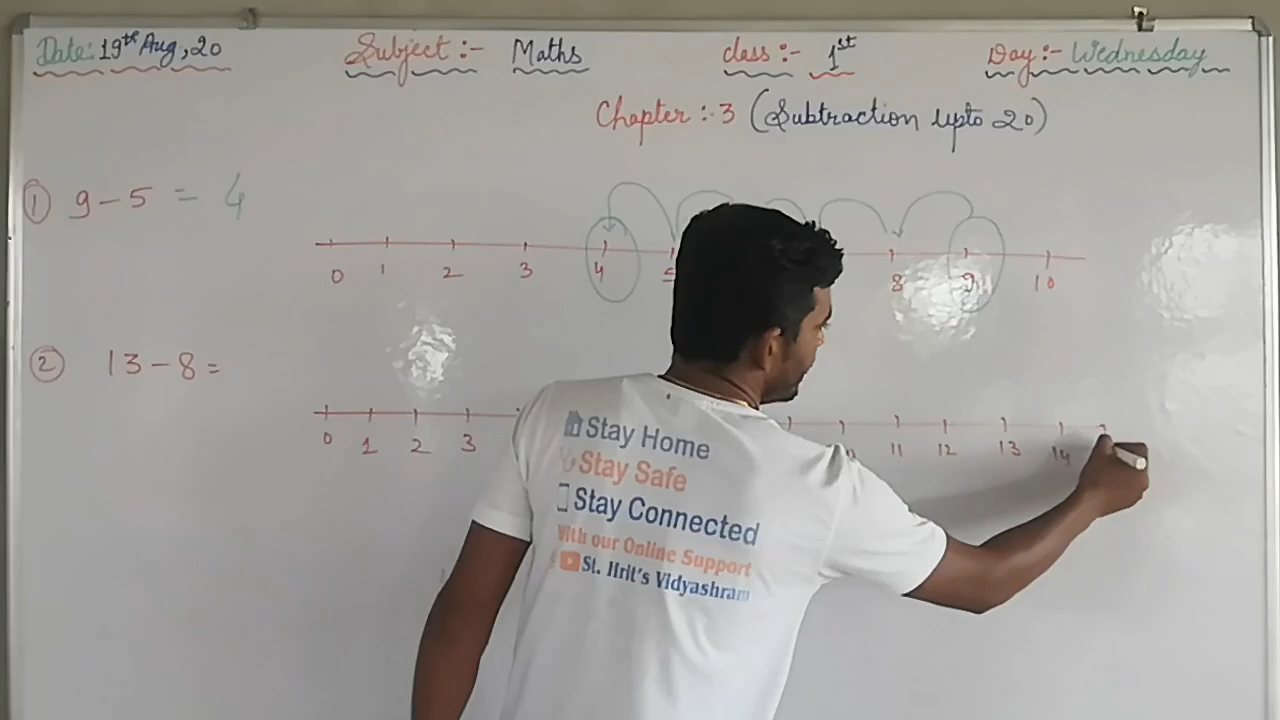 Date: 19th Aug, 20 Subject :- Maths class :- 1st Day :- Wednesday
Chapter :- 3 (Subtraction upto 20)
① 9 - 5 = 4
0 1 2 3 4 5 8 9 10
② 13 - 8 =
0 1 2 3 11 12 13 14
Stay Home
Stay Safe
Stay Connected
With our Online Support
St. Hrit's Vidyashram